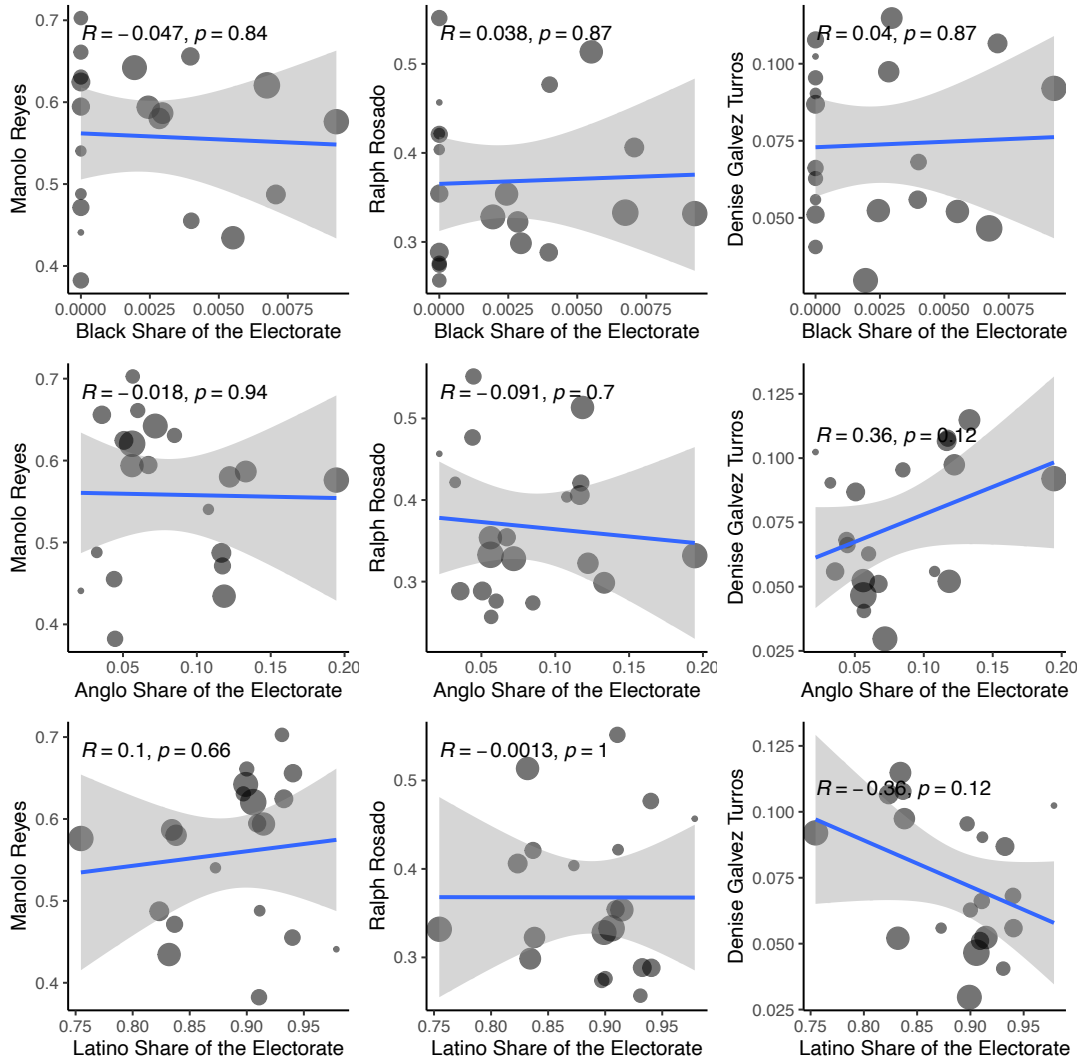 R = −0.047, p = 0.84
0.7
0.6
0.5
0.4
Manolo Reyes
0.0000 0.0025 0.0050 0.0075
Black Share of the Electorate
R = 0.038, p = 0.87
0.5
0.4
0.3
Ralph Rosado
0.0000 0.0025 0.0050 0.0075
Black Share of the Electorate
R = 0.04, p = 0.87
0.100
0.075
0.050
Denise Galvez Turros
0.0000 0.0025 0.0050 0.0075
Black Share of the Electorate
R = −0.018, p = 0.94
0.7
0.6
0.5
0.4
Manolo Reyes
0.05 0.10 0.15 0.20
Anglo Share of the Electorate
R = −0.091, p = 0.7
0.5
0.4
0.3
Ralph Rosado
0.05 0.10 0.15 0.20
Anglo Share of the Electorate
0.125
R = 0.36, p = 0.12
0.100
0.075
0.050
0.025
Denise Galvez Turros
0.05 0.10 0.15 0.20
Anglo Share of the Electorate
R = 0.1, p = 0.66
0.7
0.6
0.5
0.4
Manolo Reyes
0.75 0.80 0.85 0.90 0.95
Latino Share of the Electorate
R = −0.0013, p = 1
0.5
0.4
0.3
Ralph Rosado
0.75 0.80 0.85 0.90 0.95
Latino Share of the Electorate
0.125
R = −0.36, p = 0.12
0.100
0.075
0.050
0.025
Denise Galvez Turros
0.75 0.80 0.85 0.90 0.95
Latino Share of the Electorate